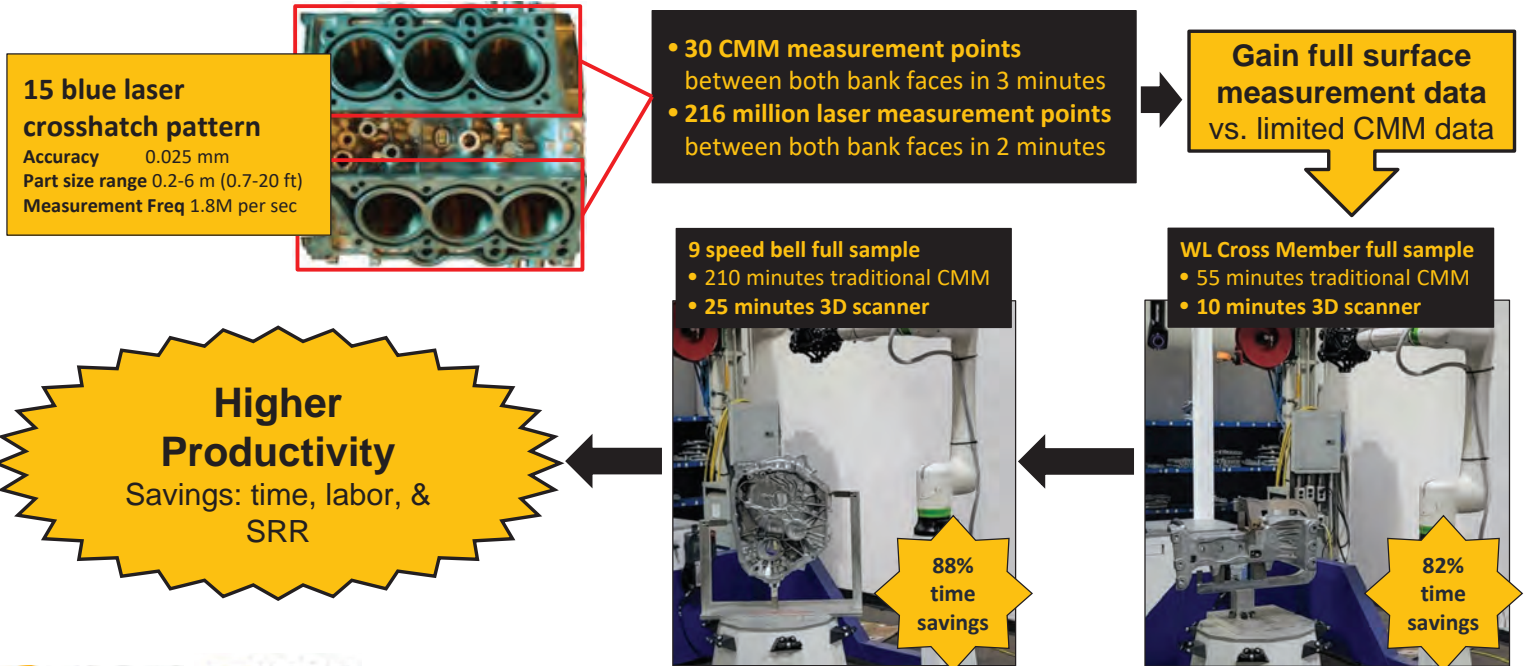 15 blue laser
crosshatch pattern
Accuracy 0.025 mm
Part size range 0.2-6 m (0.7-20 ft)
Measurement Freq 1.8M per sec
• 30 CMM measurement points
between both bank faces in 3 minutes
• 216 million laser measurement points
between both bank faces in 2 minutes
Gain full surface
measurement data
vs. limited CMM data
WL Cross Member full sample
• 55 minutes traditional CMM
• 10 minutes 3D scanner
82%
time
savings
9 speed bell full sample
• 210 minutes traditional CMM
• 25 minutes 3D scanner
88%
time
savings
Higher
Productivity
Savings: time, labor, &
SRR